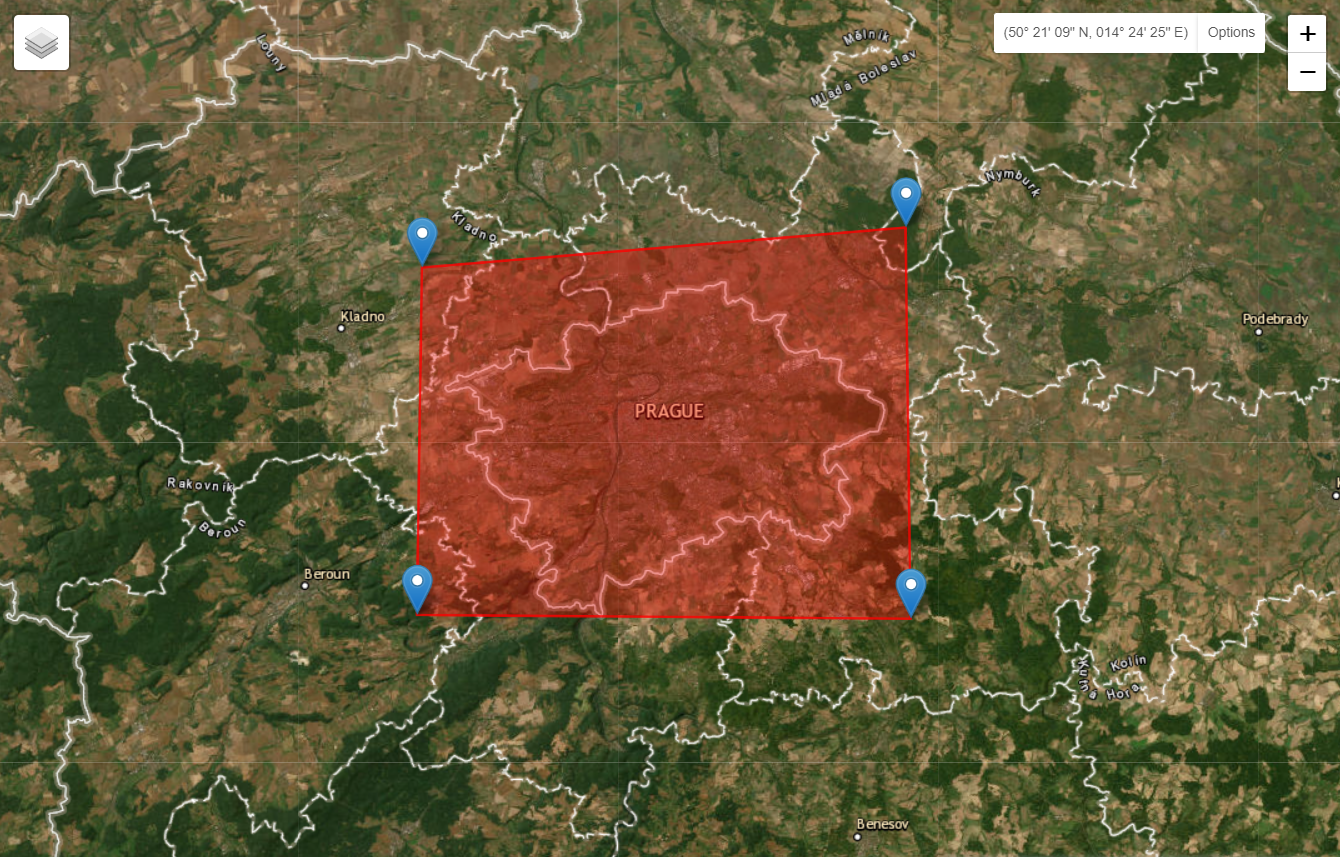 Louny
Mělník
Mladá Boleslav
(50° 21' 09" N, 014° 24' 25" E)
Options
+
−
Nymburk
Kladno
Kladno
Podebrady
PRAGUE
Rakovník
Beroun
Beroun
Kolín
Kutná Hora
Benesov